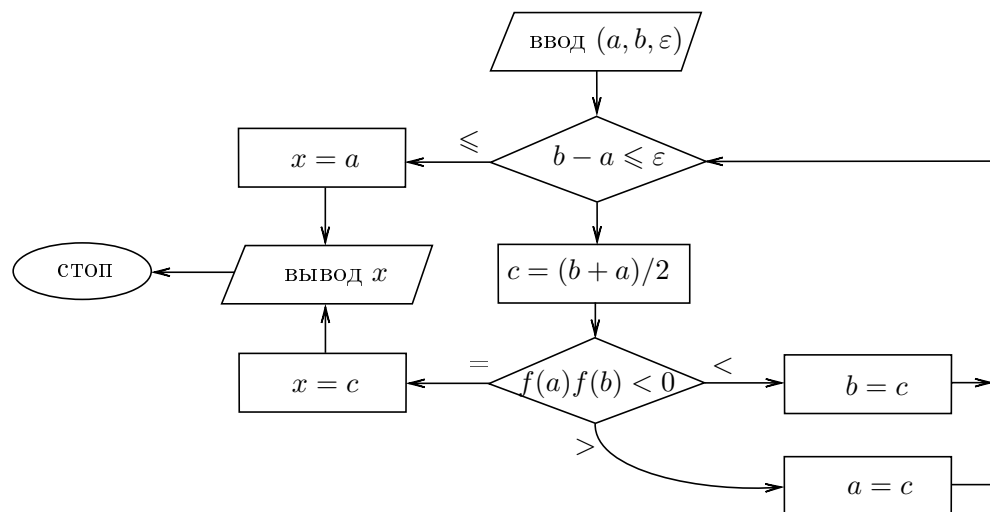 ввод (a, b, ε)
⩽
x = a
b − a ⩽ ε
стоп
вывод x
c = (b + a)/2
=
<
x = c
f(a)f(b) < 0
b = c
>
a = c